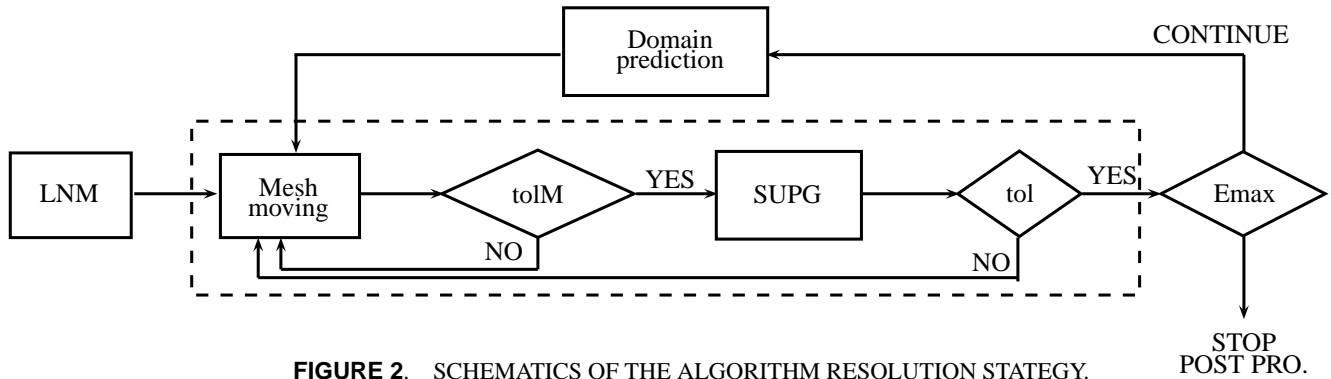 Domain
prediction
CONTINUE
LNM
Mesh
moving
tolM
YES
SUPG
tol
YES
Emax
NO
NO
STOP
POST PRO.
FIGURE 2. SCHEMATICS OF THE ALGORITHM RESOLUTION STATEGY.